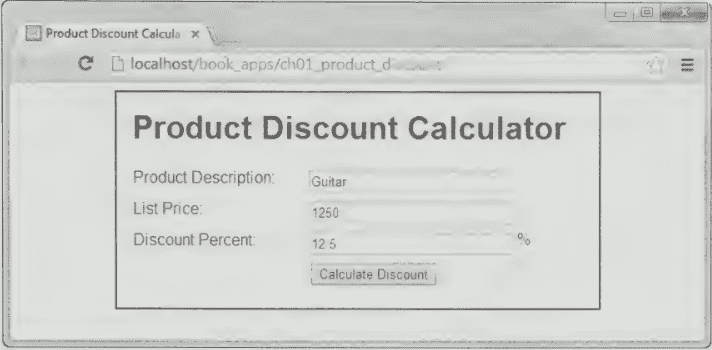 Product Discount Calcula
localhost/book_apps/ch01_product_d
Product Discount Calculator
Product Description: Guitar
List Price: 1250
Discount Percent: 12.5 %
Calculate Discount